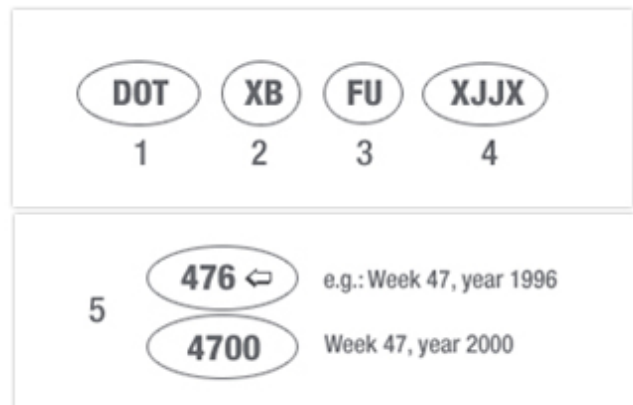 DOT XB FU XJJX
1 2 3 4
476 ⇦ e.g.: Week 47, year 1996
5
4700 Week 47, year 2000